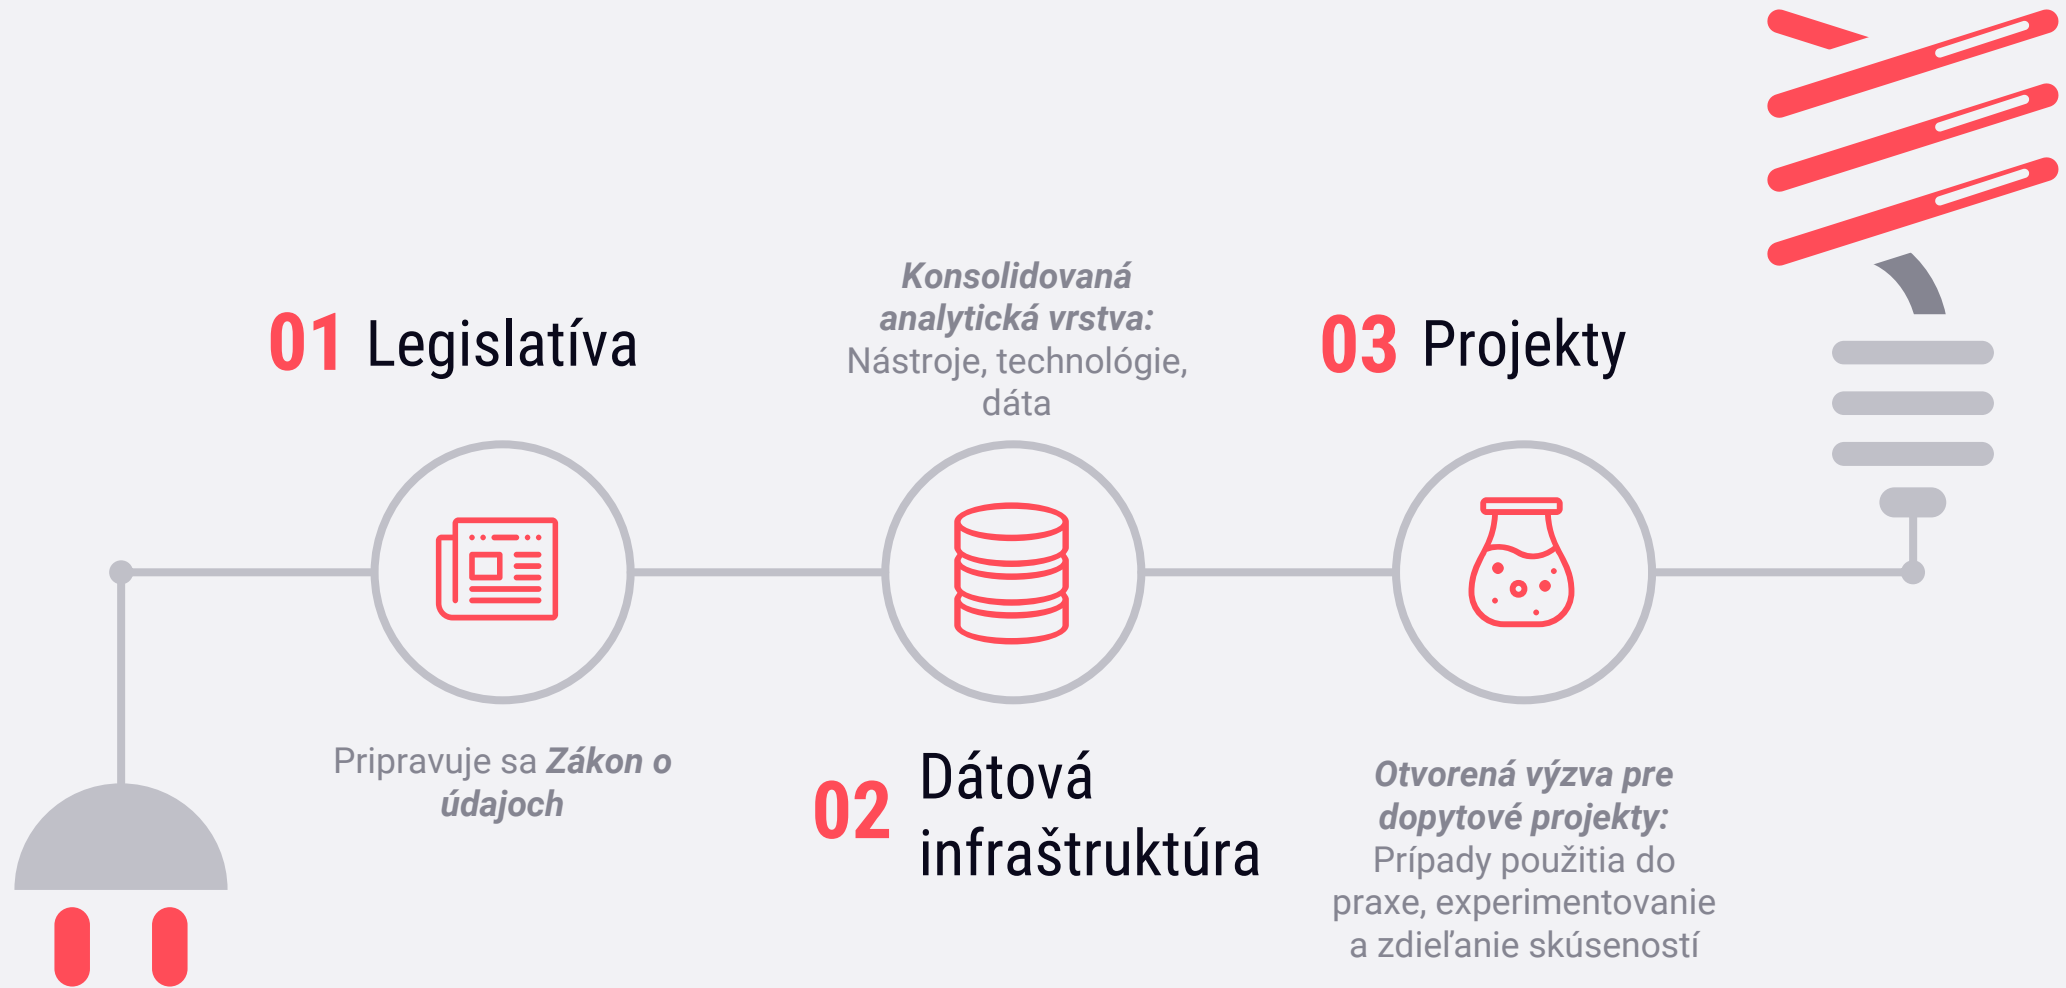 01 Legislatíva
Pripravuje sa Zákon o
údajoch
Konsolidovaná
analytická vrstva:
Nástroje, technológie,
dáta
02 Dátová
infraštruktúra
03 Projekty
Otvorená výzva pre
dopytové projekty:
Prípady použitia do
praxe, experimentovanie
a zdieľanie skúseností